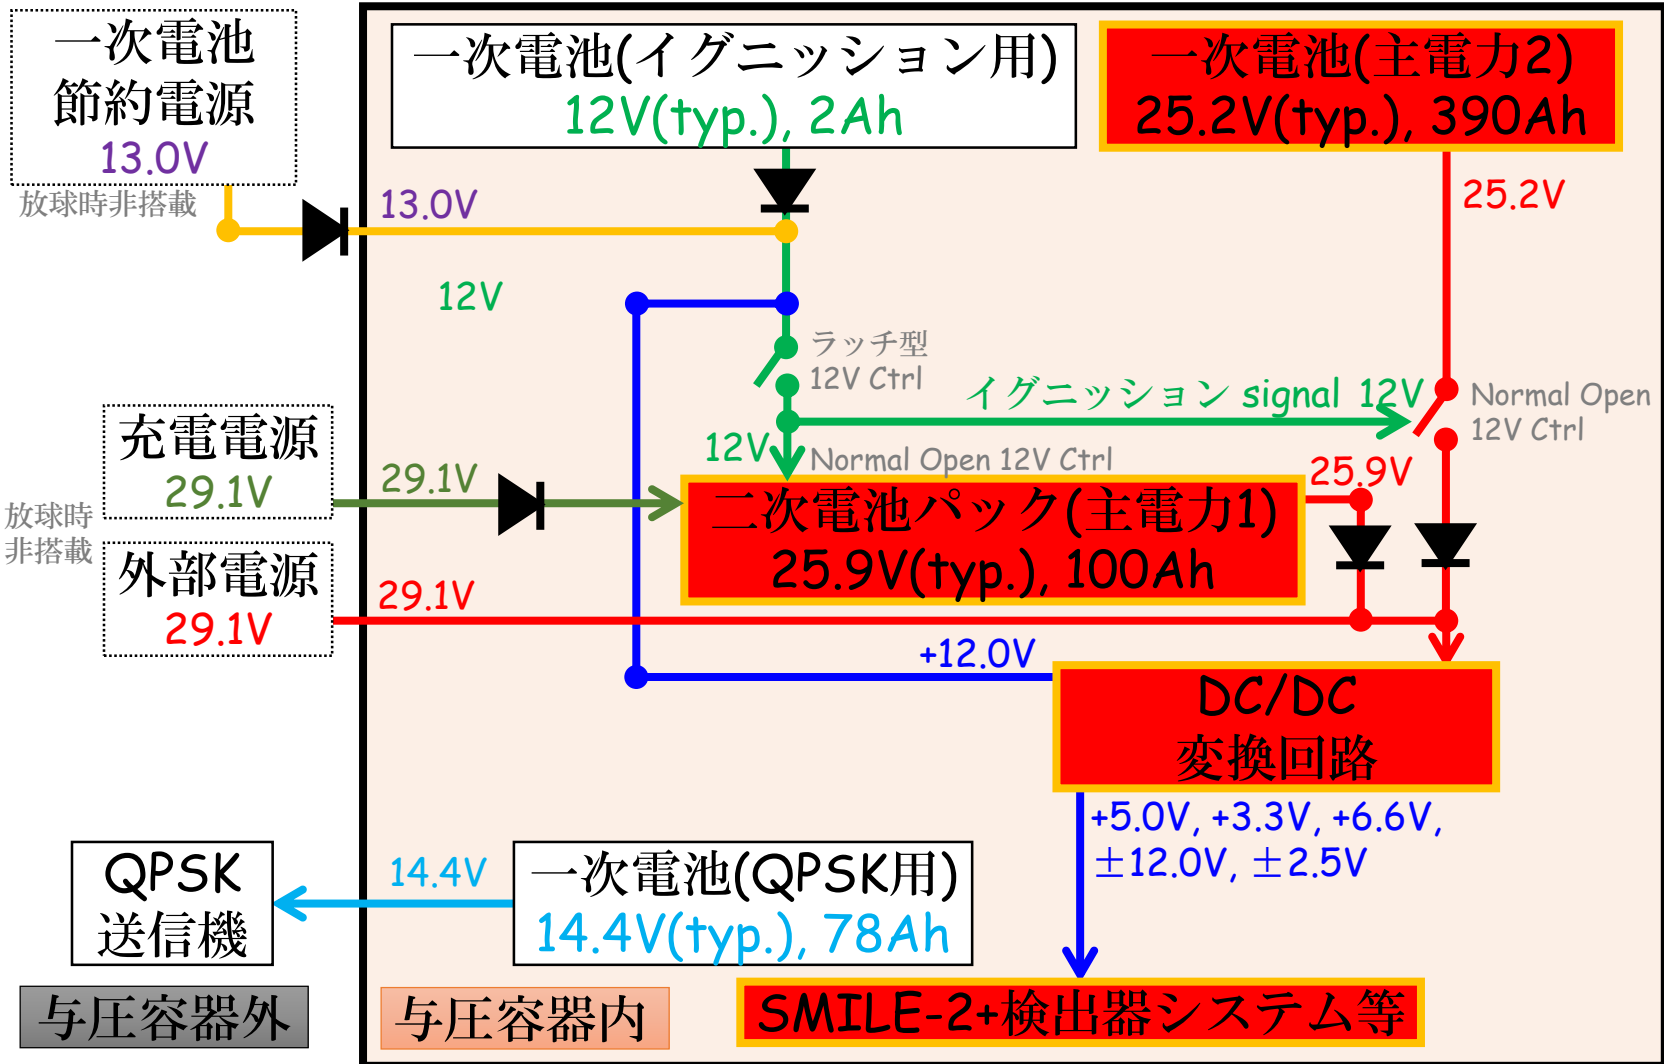 一次電池
節約電源
13.0V
放球時非搭載
一次電池(イグニッション用)
12V(typ.), 2Ah
一次電池(主電力2)
25.2V(typ.), 390Ah
13.0V
25.2V
12V
ラッチ型
12V Ctrl
イグニッション signal 12V
Normal Open
12V Ctrl
充電電源
29.1V
29.1V
12V
Normal Open 12V Ctrl
25.9V
二次電池パック(主電力1)
25.9V(typ.), 100Ah
放球時
非搭載
外部電源
29.1V
29.1V
+12.0V
DC/DC
変換回路
+5.0V, +3.3V, +6.6V,
±12.0V, ±2.5V
QPSK
送信機
14.4V
一次電池(QPSK用)
14.4V(typ.), 78Ah
与圧容器外
与圧容器内
SMILE-2+検出器システム等